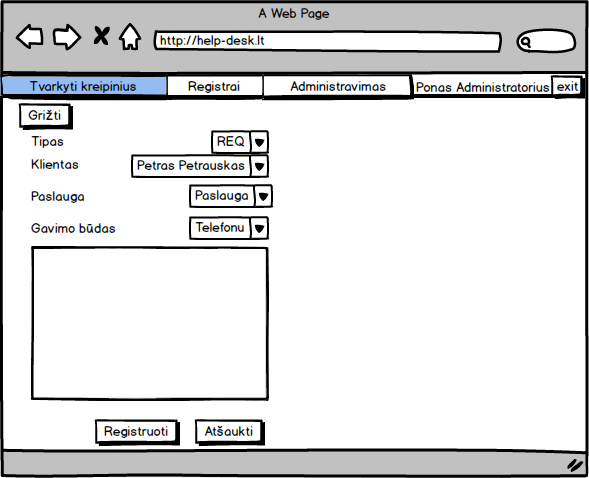 A Web Page
http://help-desk.lt
Tvarkyti kreipinius Registrai Administravimas Ponas Administratorius exit
Grižti
Tipas REQ
Klientas Petras Petrauskas
Paslauga Paslauga
Gavimo būdas Telefonu
Registruoti Atšaukti